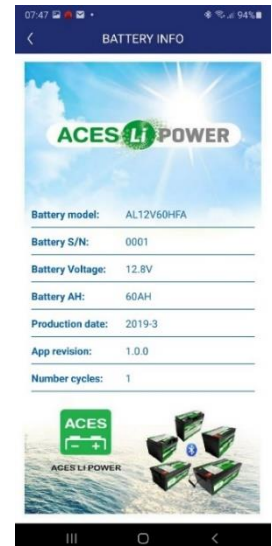 07:47 94%
BATTERY INFO
ACES Li POWER
Battery model: AL12V60HFA
Battery S/N: 0001
Battery Voltage: 12.8V
Battery AH: 60AH
Production date: 2019-3
App revision: 1.0.0
Number cycles: 1
ACES
ACES LI POWER